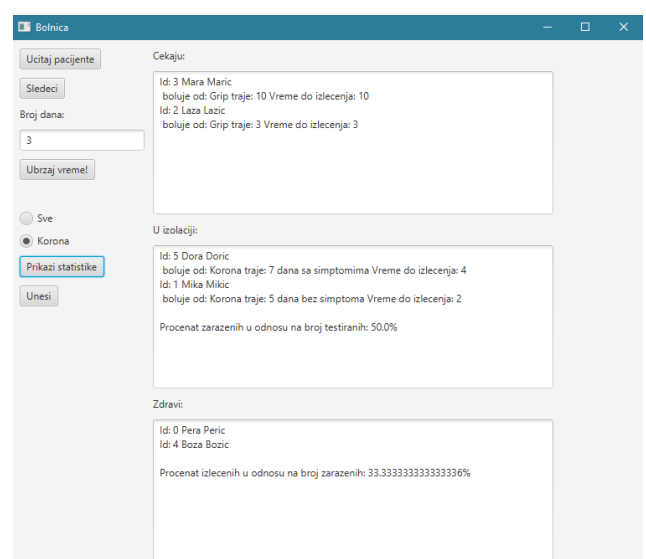 Bolnica
Ucitaj pacijente
Sledeci
Broj dana:
3
Ubrzaj vreme!
Sve
Korona
Prikazi statistike
Unesi
Cekaju:
Id: 3 Mara Maric
boluje od: Grip traje: 10 Vreme do izlecenja: 10
Id: 2 Laza Lazic
boluje od: Grip traje: 3 Vreme do izlecenja: 3
U izolaciji:
Id: 5 Dora Doric
boluje od: Korona traje: 7 dana sa simptomima Vreme do izlecenja: 4
Id: 1 Mika Mikic
boluje od: Korona traje: 5 dana bez simptoma Vreme do izlecenja: 2
Procenat zarazenih u odnosu na broj testiranih: 50.0%
Zdravi:
Id: 0 Pera Peric
Id: 4 Boza Bozic
Procenat izlecenih u odnosu na broj zarazenih: 33.333333333333336%